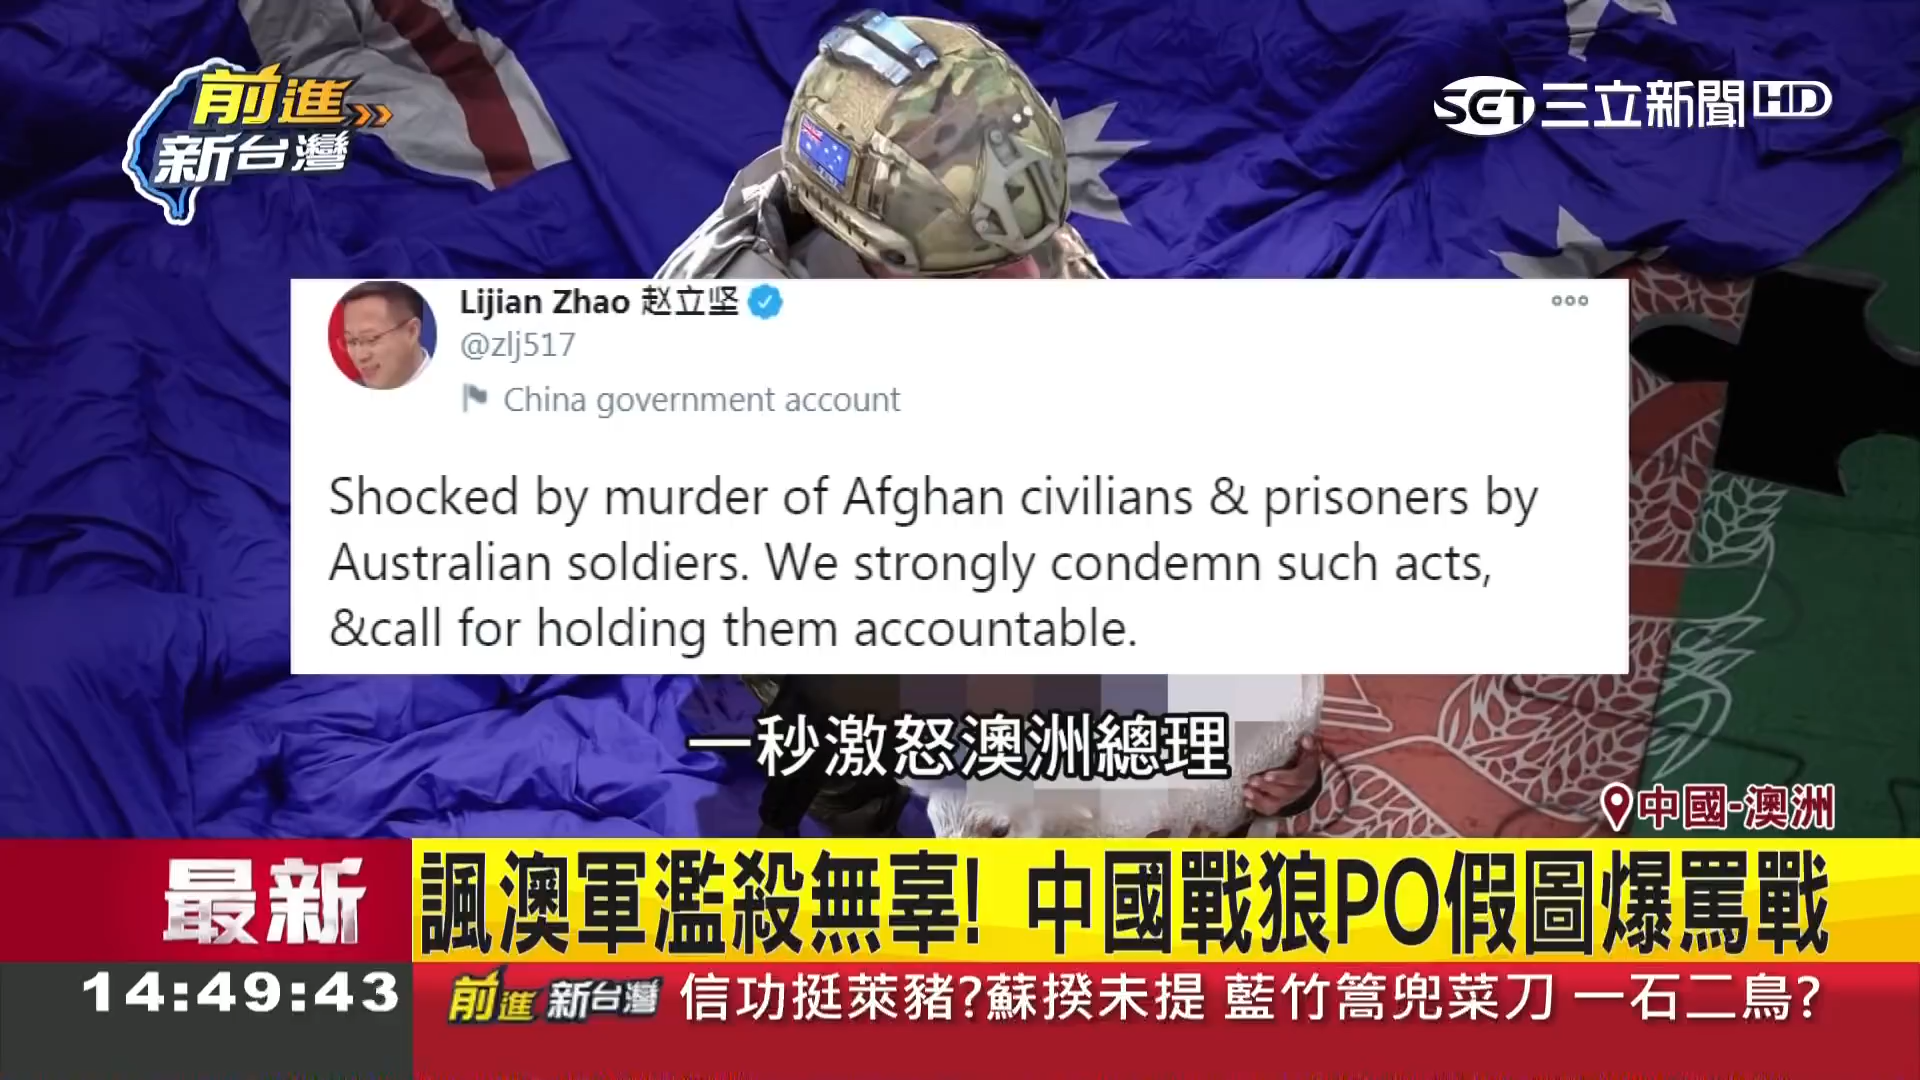 前進
新台灣
SET三立新聞HD
Lijian Zhao 赵立坚
@zlj517
China government account
Shocked by murder of Afghan civilians & prisoners by
Australian soldiers. We strongly condemn such acts,
&call for holding them accountable.
一秒激怒澳洲總理
中國-澳洲
最新
諷澳軍濫殺無辜! 中國戰狼PO假圖爆罵戰
14:49:43
前進 新台灣 信功挺萊豬?蘇揆未提 藍竹篙兜菜刀 一石二鳥?